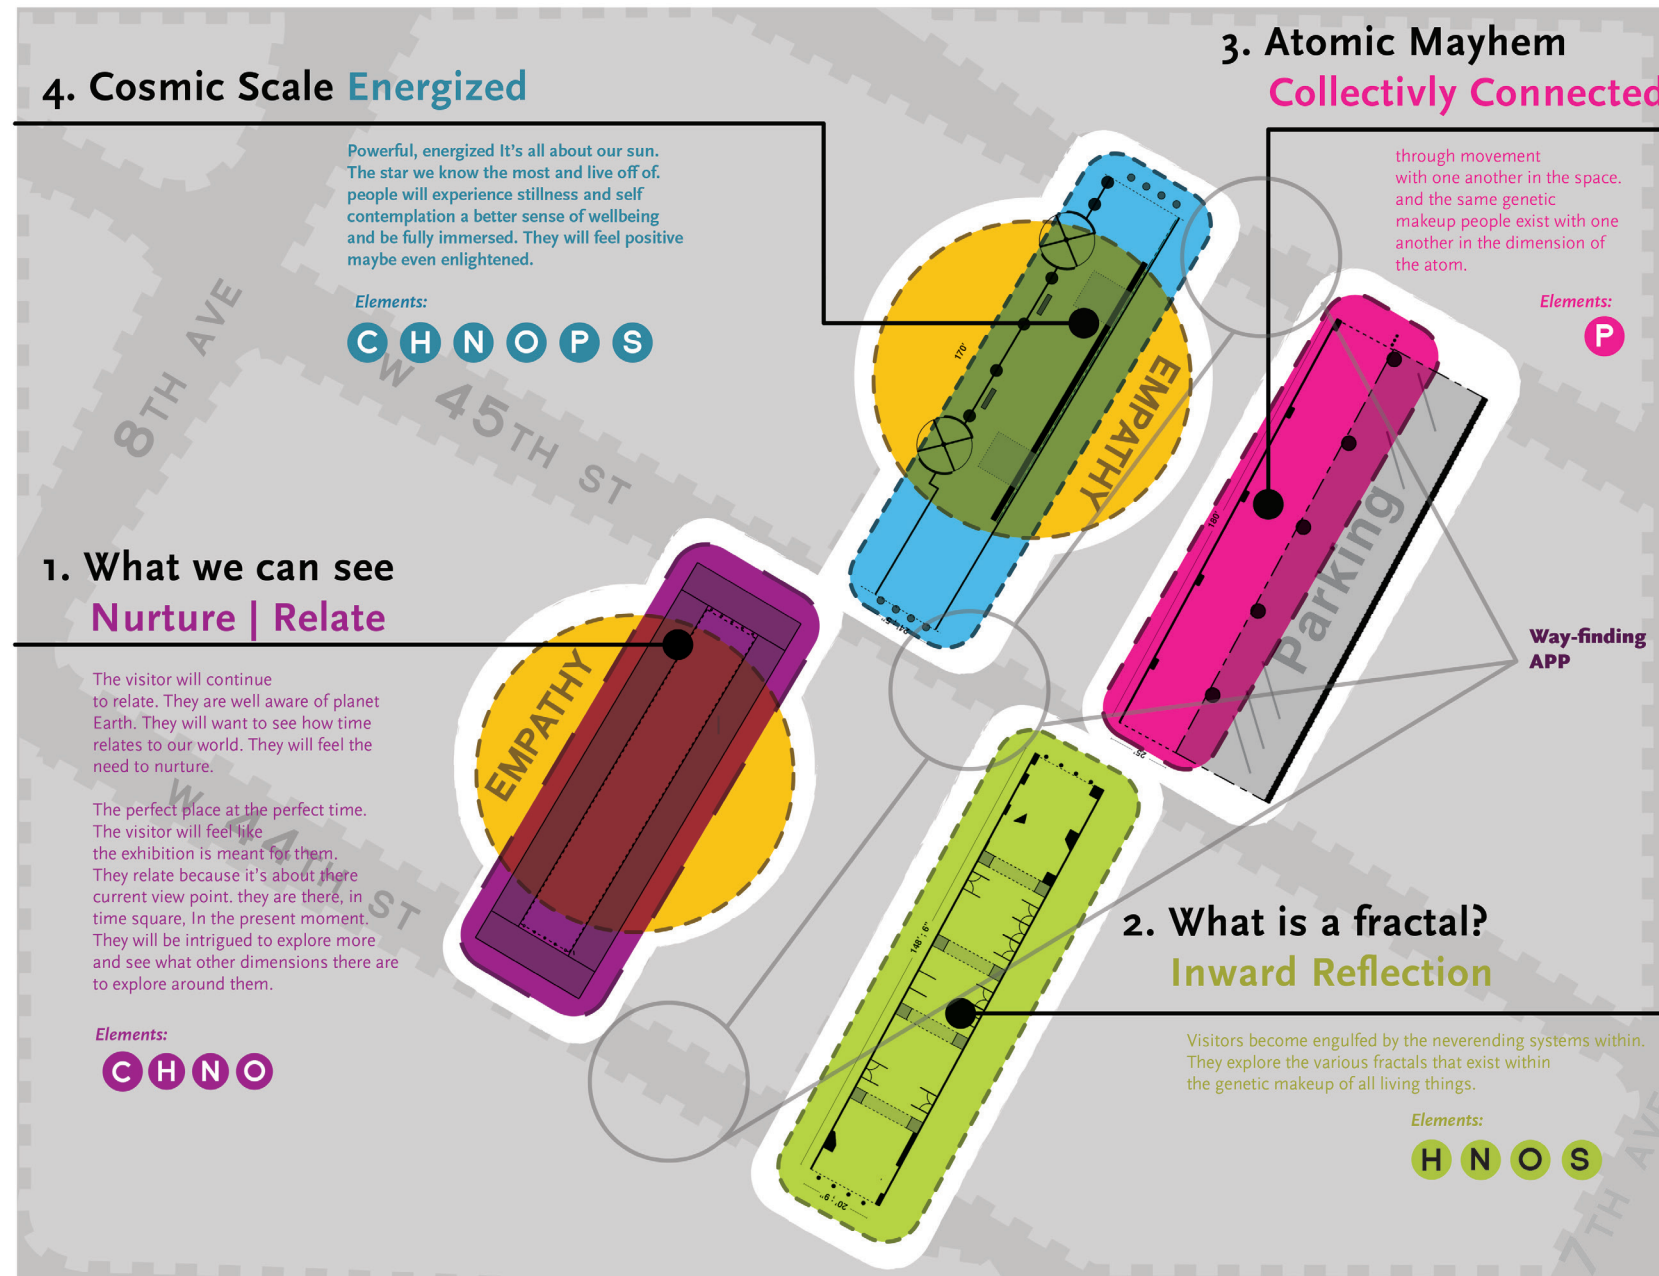 4. Cosmic Scale Energized
Powerful, energized It's all about our sun.
The star we know the most and live off of.
people will experience stillness and self
contemplation a better sense of wellbeing
and be fully immersed. They will feel positive
maybe even enlightened.
Elements:
C H N O P S
3. Atomic Mayhem
Collectivly Connected
through movement
with one another in the space.
and the same genetic
makeup people exist with one
another in the dimension of
the atom.
Elements:
P
8TH AVE
W 45TH ST
170'
EMPATHY
21'; 5"
180'
Parking
25'
Way-finding
APP
1. What we can see
Nurture | Relate
The visitor will continue
to relate. They are well aware of planet
Earth. They will want to see how time
relates to our world. They will feel the
need to nurture.
The perfect place at the perfect time.
The visitor will feel like
the exhibition is meant for them.
They relate because it's about there
current view point. they are there, in
time square, In the present moment.
They will be intrigued to explore more
and see what other dimensions there are
to explore around them.
Elements:
C H N O
EMPATHY
W 44TH ST
148'; 6"
20'; 9"
2. What is a fractal?
Inward Reflection
Visitors become engulfed by the neverending systems within.
They explore the various fractals that exist within
the genetic makeup of all living things.
Elements:
H N O S
7TH AVE